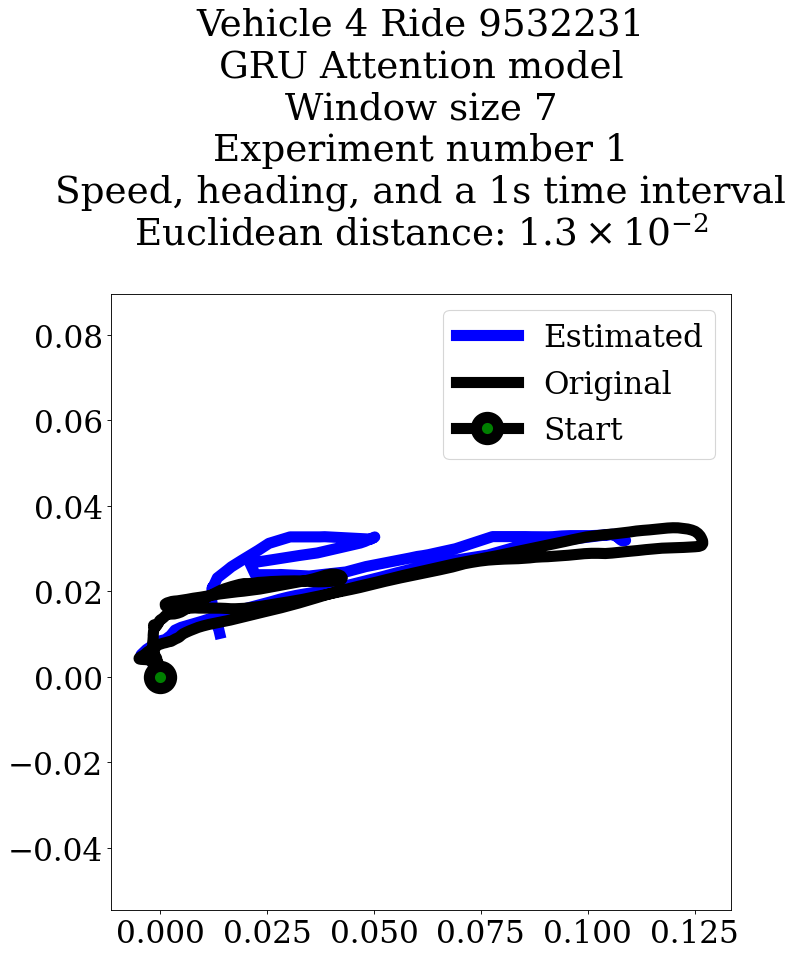 Vehicle 4 Ride 9532231
GRU Attention model
Window size 7
Experiment number 1
Speed, heading, and a 1s time interval
Euclidean distance: 1.3 × 10⁻²
Estimated
Original
Start
0.08
0.06
0.04
0.02
0.00
−0.02
−0.04
0.000 0.025 0.050 0.075 0.100 0.125